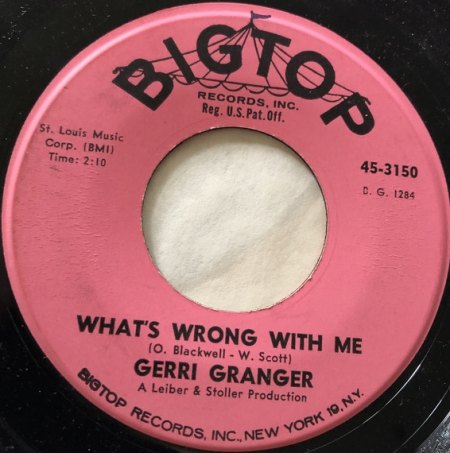 BIGTOP
RECORDS, INC.
Reg. U.S. Pat. Off.
St. Louis Music
Corp. (BMI)
Time: 2:10
45-3150
B. G. 1284
WHAT'S WRONG WITH ME
(O. Blackwell - W. Scott)
GERRI GRANGER
A Leiber & Stoller Production
BIGTOP RECORDS, INC., NEW YORK 19, N.Y.